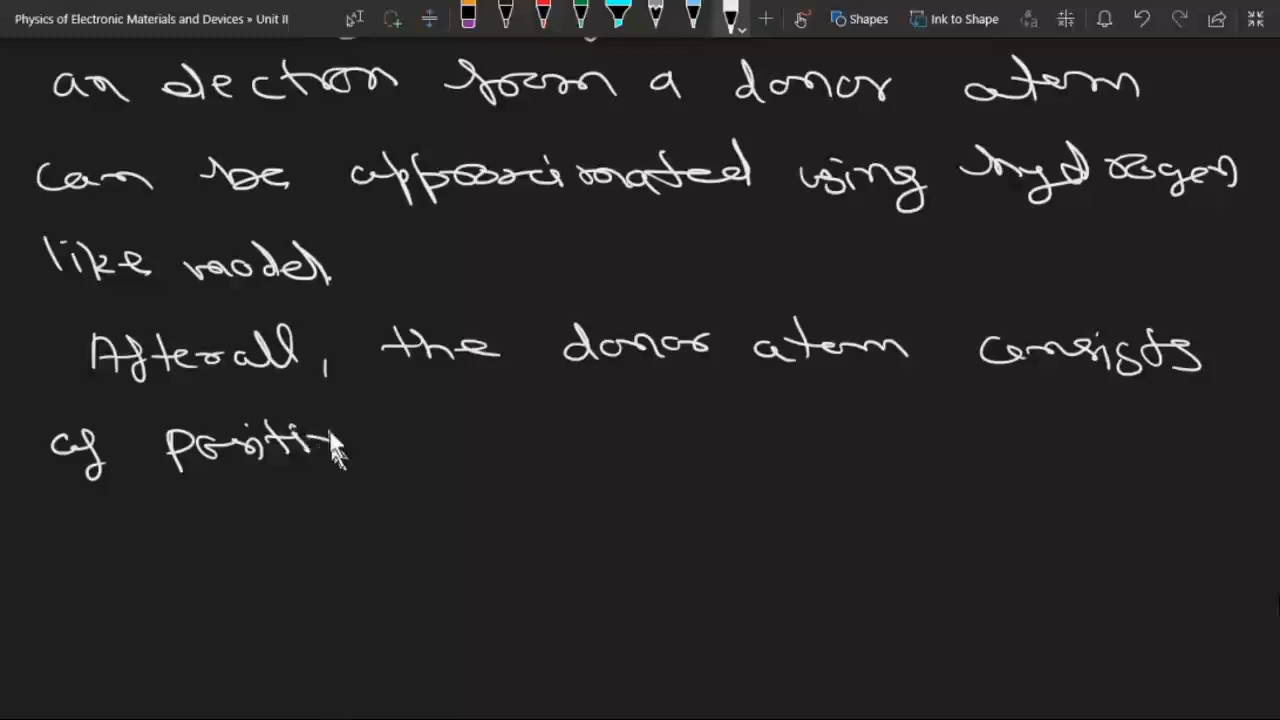 Physics of Electronic Materials and Devices » Unit II
Shapes
Ink to Shape
an electron from a donor atom
can be approximated using hydrogen
like model.
Afterall, the donor atom consists
of positiv